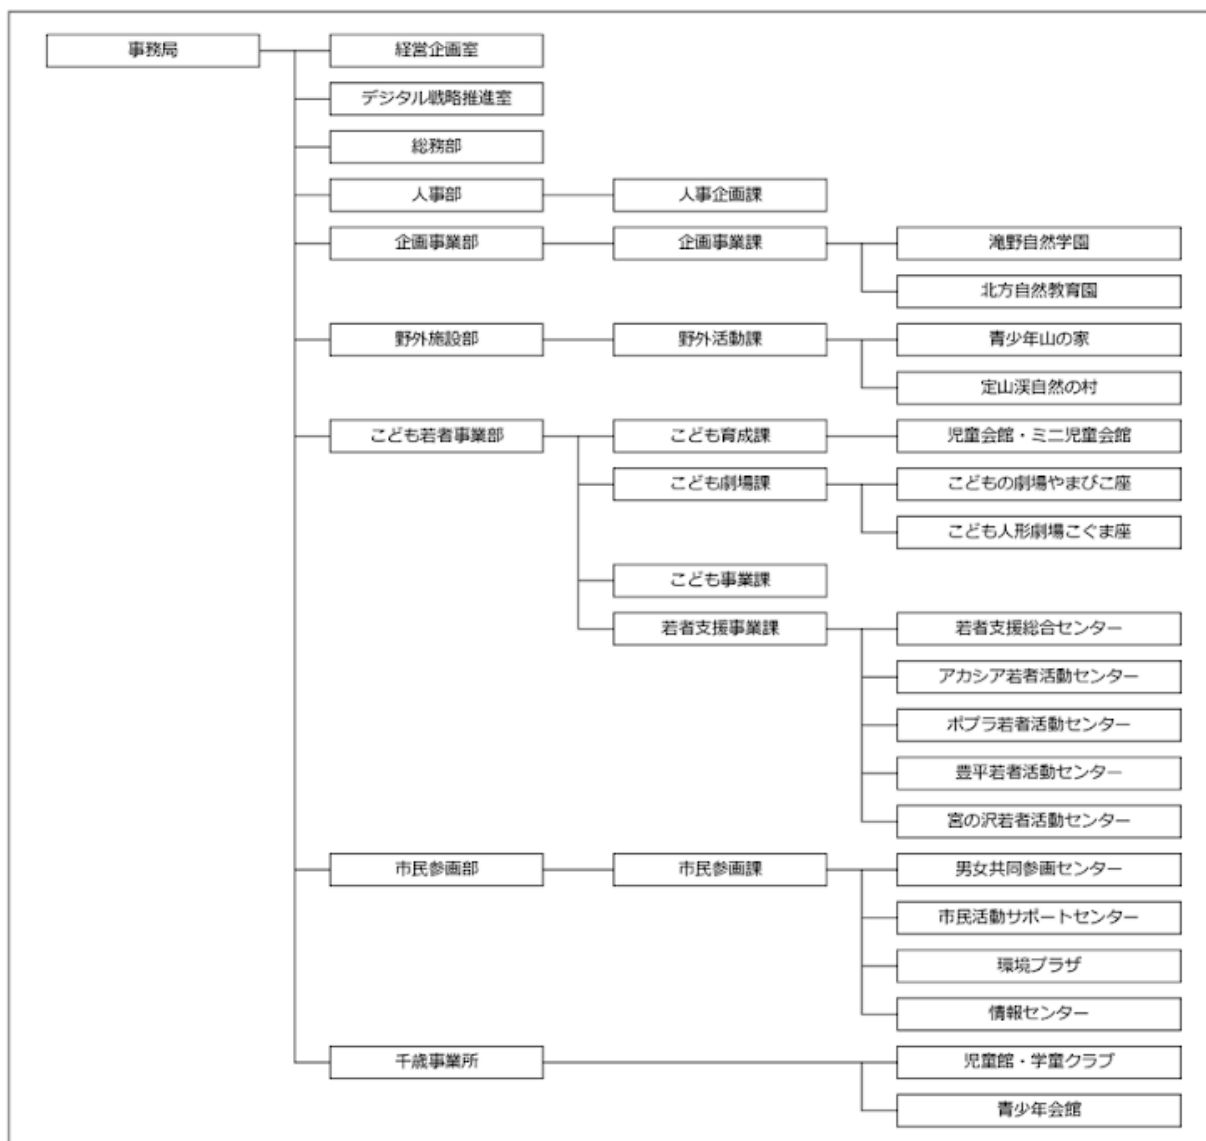 事務局
経営企画室
デジタル戦略推進室
総務部
人事部
人事企画課
企画事業部
企画事業課
滝野自然学園
北方自然教育園
野外施設部
野外活動課
青少年山の家
定山渓自然の村
こども若者事業部
こども育成課
児童会館・ミニ児童会館
こども劇場課
こどもの劇場やまびこ座
こども人形劇場こぐま座
こども事業課
若者支援事業課
若者支援総合センター
アカシア若者活動センター
ポプラ若者活動センター
豊平若者活動センター
宮の沢若者活動センター
市民参画部
市民参画課
男女共同参画センター
市民活動サポートセンター
環境プラザ
情報センター
千歳事業所
児童館・学童クラブ
青少年会館